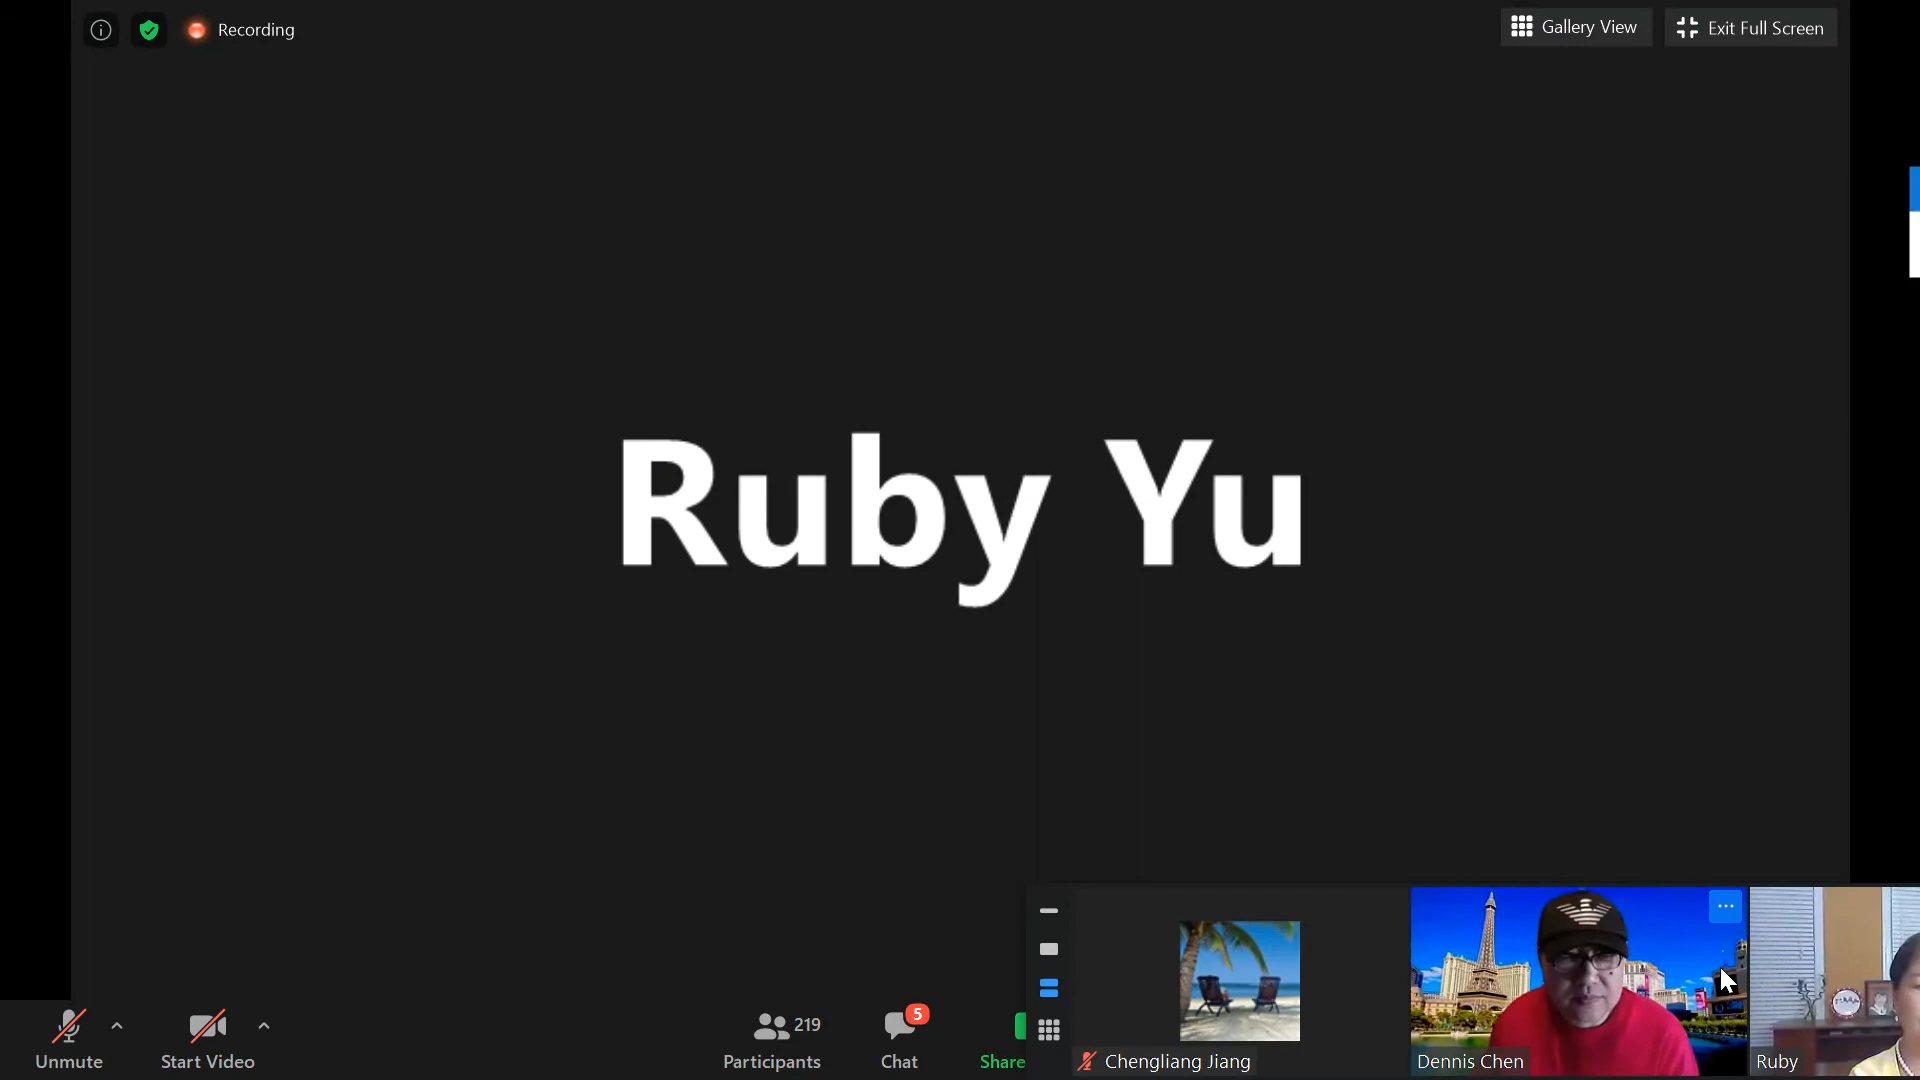 Recording
Gallery View
Exit Full Screen
Ruby Yu
Unmute
Start Video
219
Participants
5
Chat
Share
Chengliang Jiang
Dennis Chen
Ruby